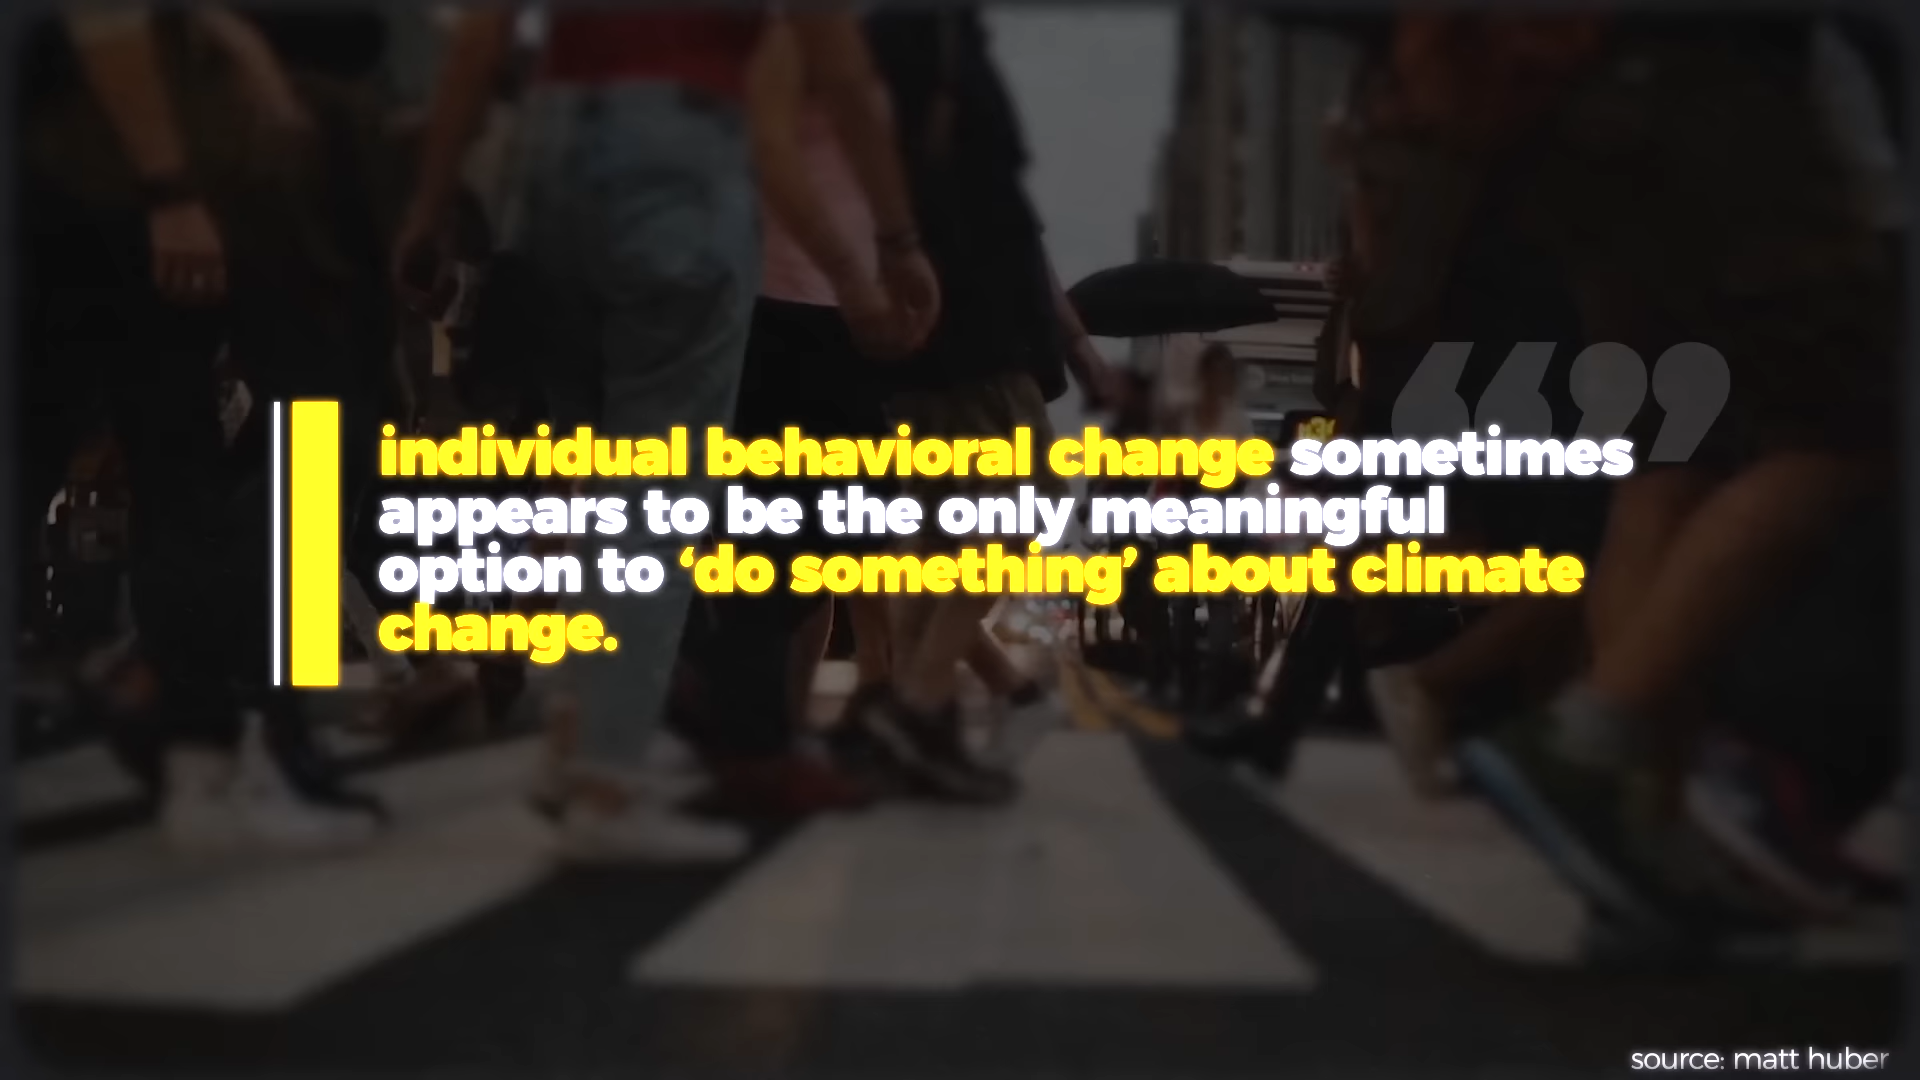 individual behavioral change sometimes
appears to be the only meaningful
option to ‘do something’ about climate
change.
source: matt huber